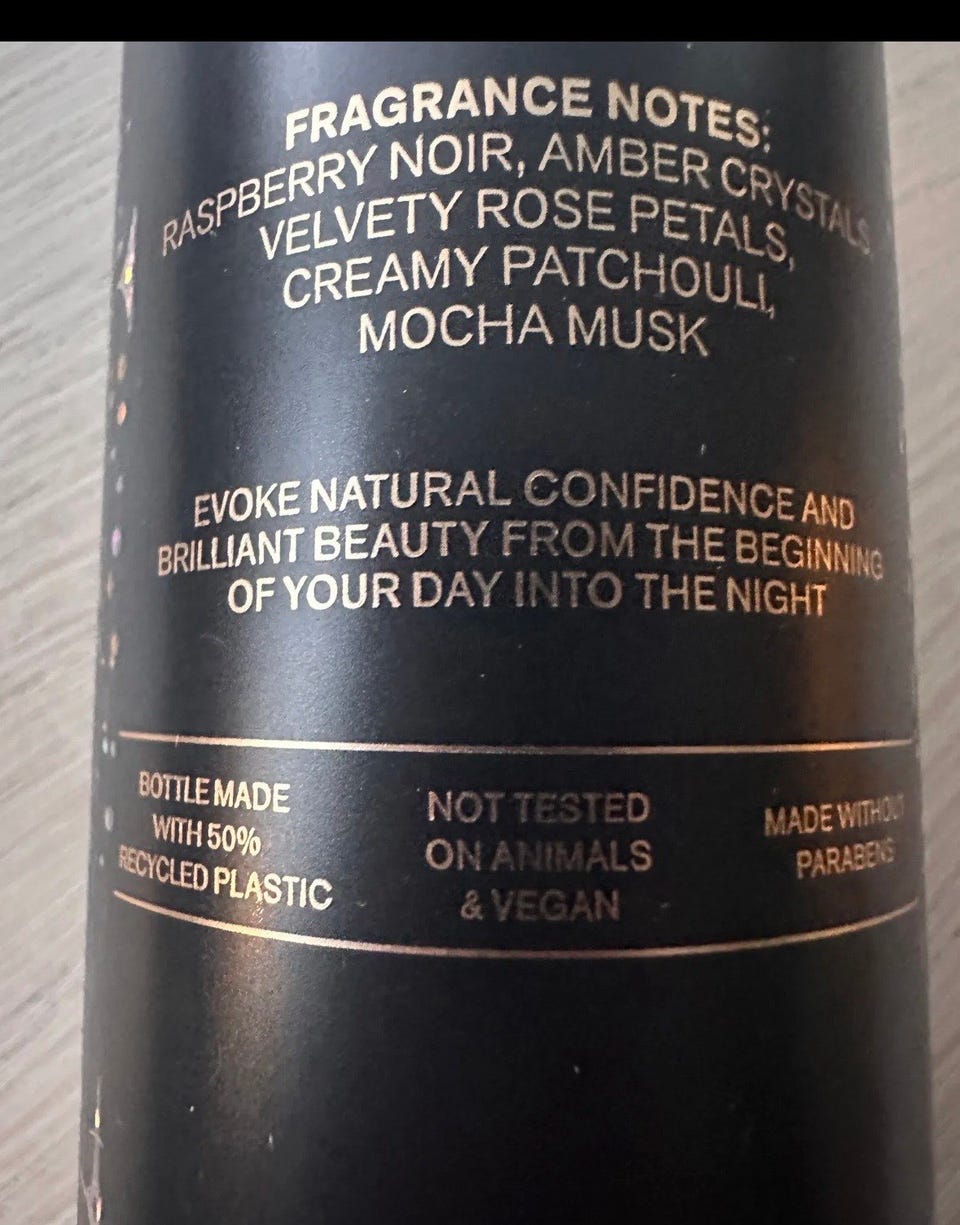 FRAGRANCE NOTES:
RASPBERRY NOIR, AMBER CRYSTALS,
VELVETY ROSE PETALS,
CREAMY PATCHOULI,
MOCHA MUSK
EVOKE NATURAL CONFIDENCE AND
BRILLIANT BEAUTY FROM THE BEGINNING
OF YOUR DAY INTO THE NIGHT
BOTTLE MADE
WITH 50%
RECYCLED PLASTIC
NOT TESTED
ON ANIMALS
& VEGAN
MADE WITHOUT
PARABENS